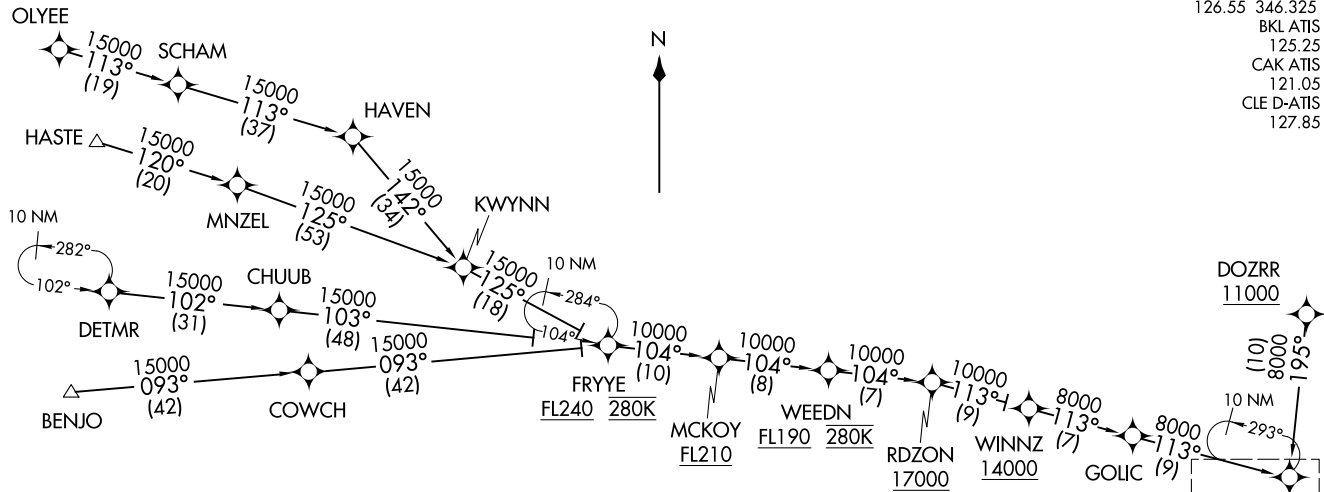 126.55 346.325
BKL ATIS
125.25
CAK ATIS
121.05
CLE D-ATIS
127.85
OLYEE
15000
113°
(19)
SCHAM
15000
113°
(37)
HAVEN
N
HASTE
15000
120°
(20)
MNZEL
15000
125°
(53)
15000
142°
(34)
KWYNN
15000
125°
(18)
10 NM
282°
102°
DETMR
15000
102°
(31)
CHUUB
15000
103°
(48)
10 NM
284°
104°
BENJO
15000
093°
(42)
COWCH
15000
093°
(42)
FRYYE
FL240 280K
10000
104°
(10)
MCKOY
FL210
10000
104°
(8)
WEEDN
FL190 280K
10000
104°
(7)
RDZON
17000
10000
113°
(9)
WINNZ
14000
8000
113°
(7)
GOLIC
8000
113°
(9)
10 NM
293°
DOZRR
11000
195°
8000
(10)